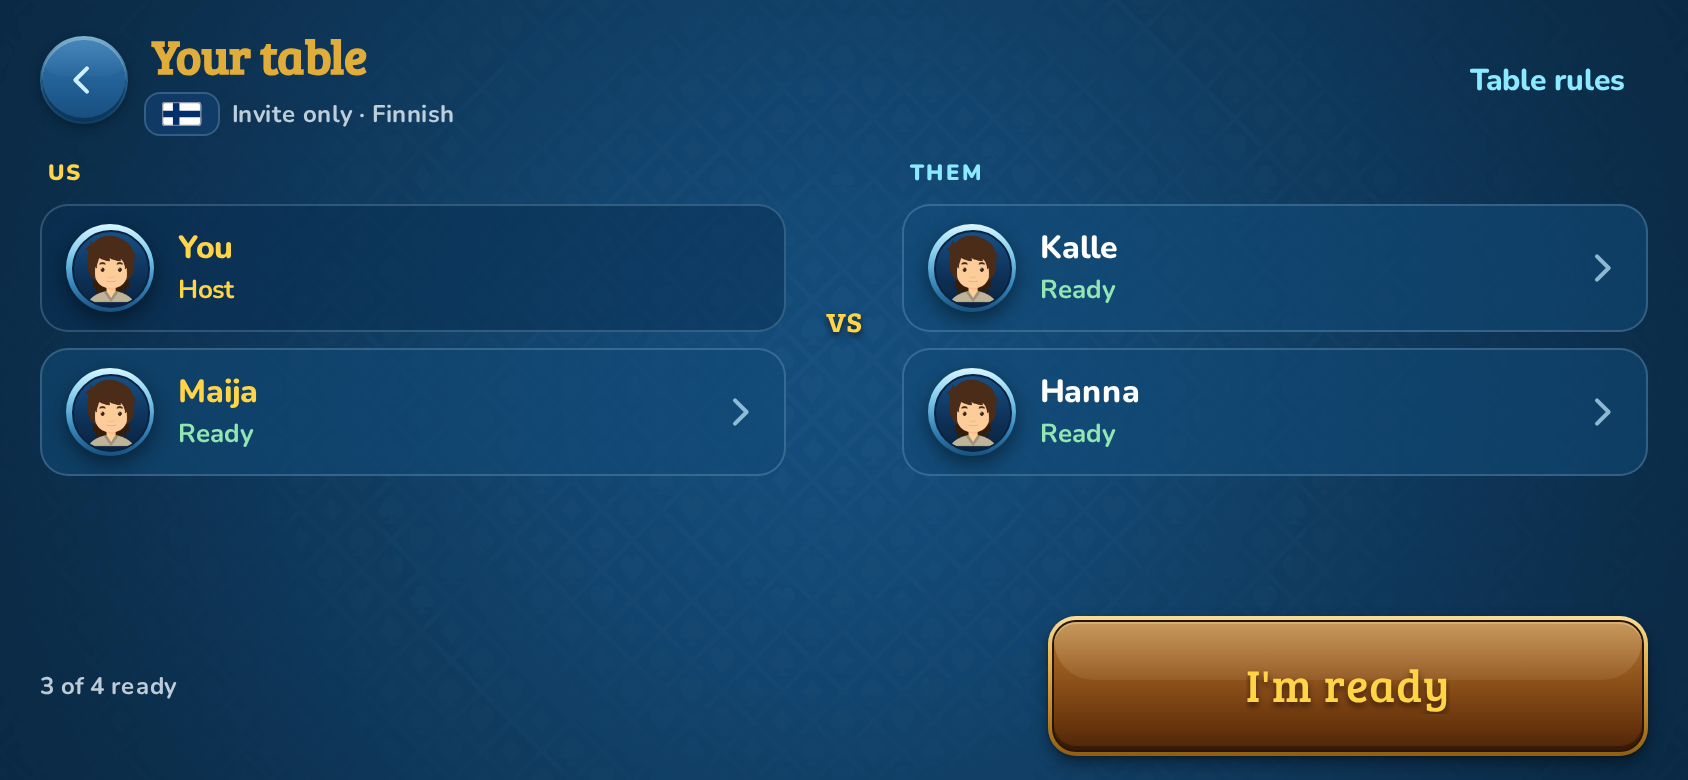 Your table
Invite only · Finnish
Table rules
US
You
Host
Maija
Ready
vs
THEM
Kalle
Ready
Hanna
Ready
3 of 4 ready
I'm ready